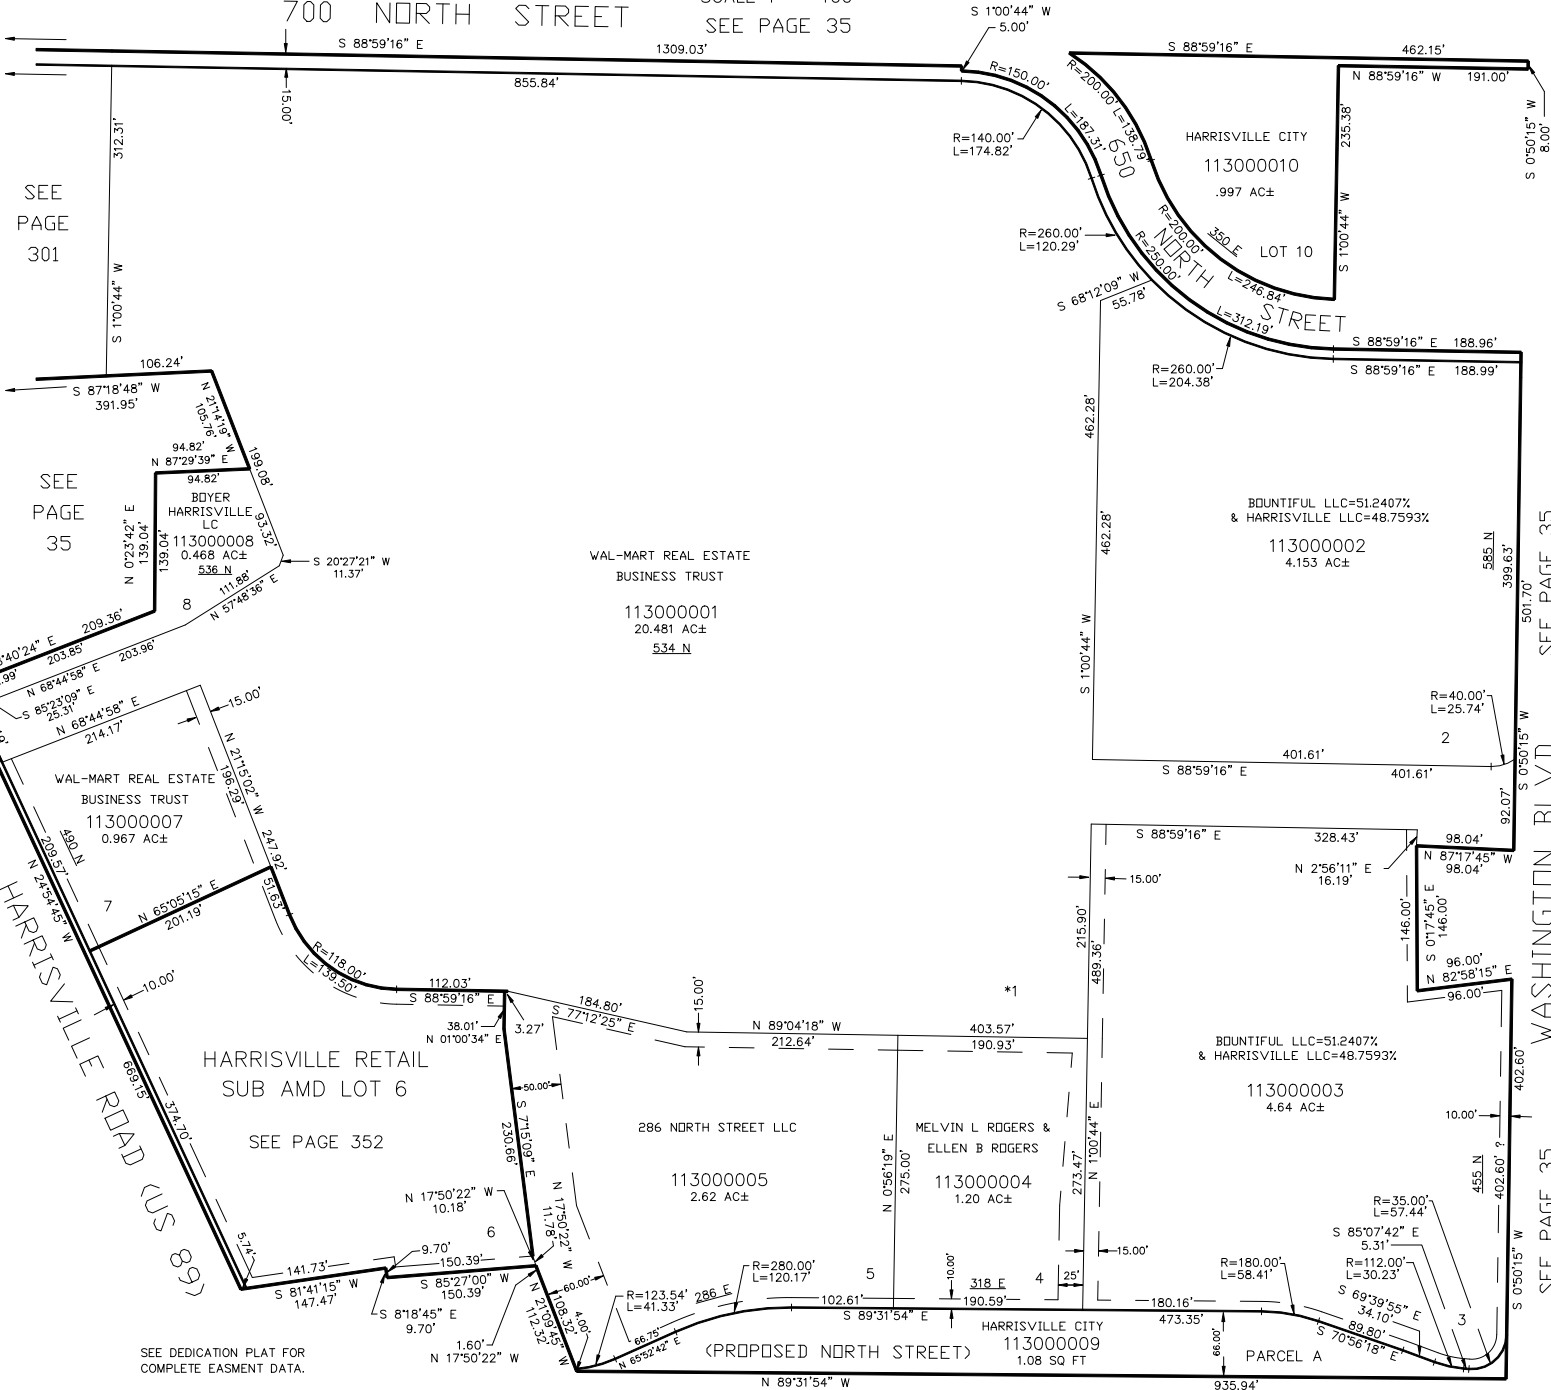 700 NORTH STREET
SEE PAGE 35
S 1°00'44" W
5.00'
S 88°59'16" E
1309.03'
855.84'
15.00'
S 88°59'16" E
462.15'
N 88°59'16" W
191.00'
S 0°50'15" W
8.00'
R=150.00'
L=187.31'
R=140.00'
L=174.82'
R=200.00'
L=138.79'
650
NORTH
STREET
HARRISVILLE CITY
113000010
.997 AC±
LOT 10
350 E
R=200.00'
L=246.84'
235.38'
S 1°00'44" W
R=260.00'
L=120.29'
R=250.00'
L=312.19'
S 68°12'09" W
55.78'
R=260.00'
L=204.38'
S 88°59'16" E
188.96'
S 88°59'16" E
188.99'
312.31'
S 1°00'44" W
SEE
PAGE
301
106.24'
S 87°18'48" W
391.95'
N 21°14'19" W
105.76'
199.08'
94.82'
N 87°29'39" E
94.82'
SEE
PAGE
35
N 0°23'42" E
139.04'
139.04'
BOYER
HARRISVILLE
LC
113000008
0.468 AC±
536 N
93.32'
S 20°27'21" W
11.37'
111.88'
N 57°48'36" E
8
209.36'
°40'24" E
203.85'
.99'
203.96'
N 68°44'58" E
S 85°23'09" E
25.31'
N 68°44'58" E
214.17'
15.00'
WAL-MART REAL ESTATE
BUSINESS TRUST
113000001
20.481 AC±
534 N
462.28'
462.28'
S 1°00'44" W
BOUNTIFUL LLC=51.2407%
& HARRISVILLE LLC=48.7593%
113000002
4.153 AC±
585 N
399.63'
501.70'
SEE PAGE 35
R=40.00'
L=25.74'
2
401.61'
S 88°59'16" E
401.61'
S 0°50'15" W
92.07'
WAL-MART REAL ESTATE
BUSINESS TRUST
113000007
0.967 AC±
N 21°15'02" W
196.29'
247.92'
51.63'
490 N
209.57'
N 24°54'45" W
7
N 65°05'15" E
201.19'
10.00'
R=118.00'
L=139.50'
112.03'
S 88°59'16" E
HARRISVILLE ROAD (US 89)
669.15'
374.70'
HARRISVILLE RETAIL
SUB AMD LOT 6
SEE PAGE 352
38.01'
N 01°00'34" E
3.27'
184.80'
S 77°12'25" E
15.00'
N 89°04'18" W
403.57'
212.64'
190.93'
*1
S 88°59'16" E
328.43'
N 2°56'11" E
16.19'
98.04'
N 87°17'45" W
98.04'
15.00'
215.90'
489.36'
146.00'
S 0°17'45" E
146.00'
96.00'
N 82°58'15" E
96.00'
WASHINGTON BLVD
BOUNTIFUL LLC=51.2407%
& HARRISVILLE LLC=48.7593%
113000003
4.64 AC±
402.60'
10.00'
402.60' ?
455 N
50.00'
S 7°15'09" E
230.66'
286 NORTH STREET LLC
113000005
2.62 AC±
N 0°56'19" E
275.00'
MELVIN L ROGERS &
ELLEN B ROGERS
113000004
1.20 AC±
273.47'
N 1°00'44" E
N 17°50'22" W
10.18'
N 17°50'22" W
11.78'
6
5.74'
141.73'
S 81°41'15" W
147.47'
9.70'
150.39'
S 85°27'00" W
150.39'
S 8°18'45" E
9.70'
1.60'
N 17°50'22" W
60.00'
108.32'
N 21°09'45" W
112.32'
4.00'
R=123.54'
L=41.33'
66.75'
N 65°52'42" E
286 E
R=280.00'
L=120.17'
102.61'
S 89°31'54" E
5
10.00'
318 E
4
25'
15.00'
190.59'
HARRISVILLE CITY
113000009
1.08 SQ FT
(PROPOSED NORTH STREET)
180.16'
473.35'
R=180.00'
L=58.41'
66.00'
PARCEL A
R=35.00'
L=57.44'
S 85°07'42" E
5.31'
R=112.00'
L=30.23'
S 69°39'55" E
34.10'
89.80'
S 70°56'18" E
3
S 0°50'15" W
SEE PAGE 35
SEE DEDICATION PLAT FOR
COMPLETE EASMENT DATA.
N 89°31'54" W
935.94'